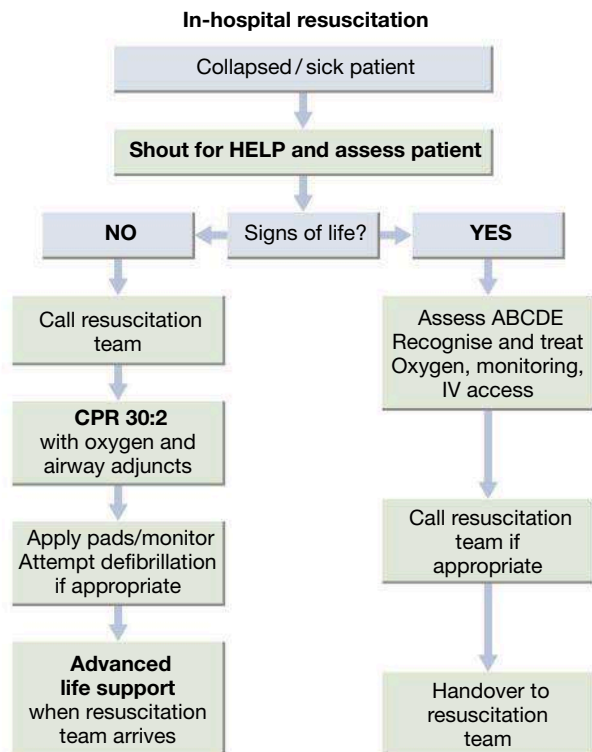 In-hospital resuscitation
Collapsed / sick patient
Shout for HELP and assess patient
NO
Signs of life?
YES
Call resuscitation
team
CPR 30:2
with oxygen and
airway adjuncts
Apply pads/monitor
Attempt defibrillation
if appropriate
Advanced
life support
when resuscitation
team arrives
Assess ABCDE
Recognise and treat
Oxygen, monitoring,
IV access
Call resuscitation
team if
appropriate
Handover to
resuscitation
team